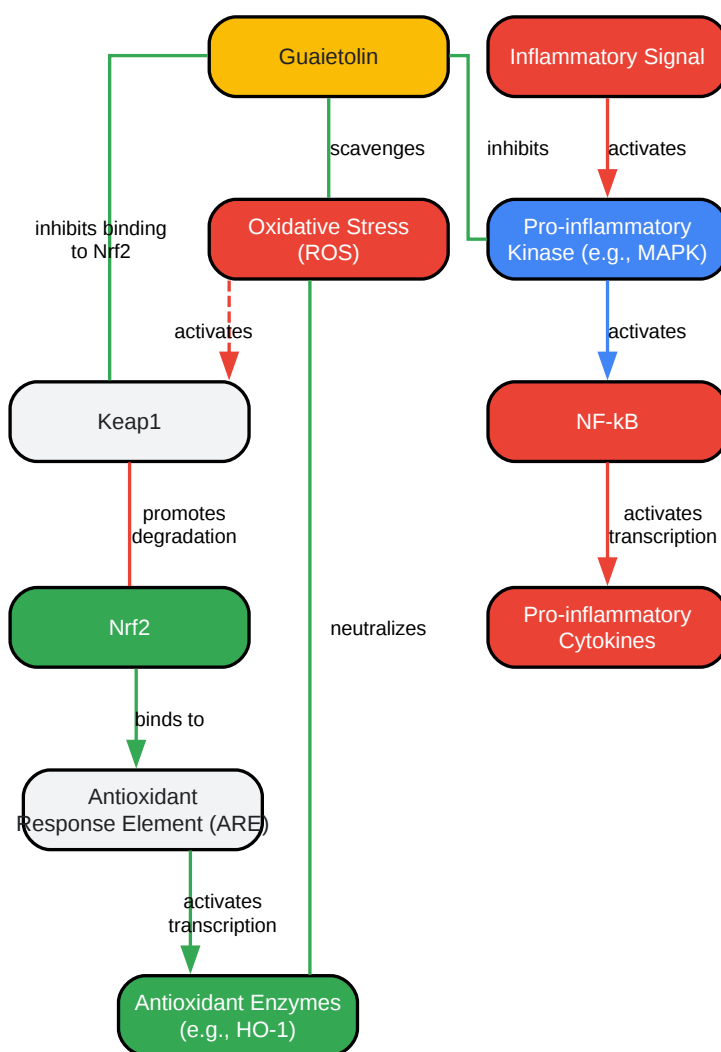 Guaietolin
Inflammatory Signal
scavenges
inhibits
activates
inhibits binding
to Nrf2
Oxidative Stress
(ROS)
Pro-inflammatory
Kinase (e.g., MAPK)
activates
activates
Keap1
NF-kB
promotes
degradation
activates
transcription
Nrf2
neutralizes
Pro-inflammatory
Cytokines
binds to
Antioxidant
Response Element (ARE)
activates
transcription
Antioxidant Enzymes
(e.g., HO-1)